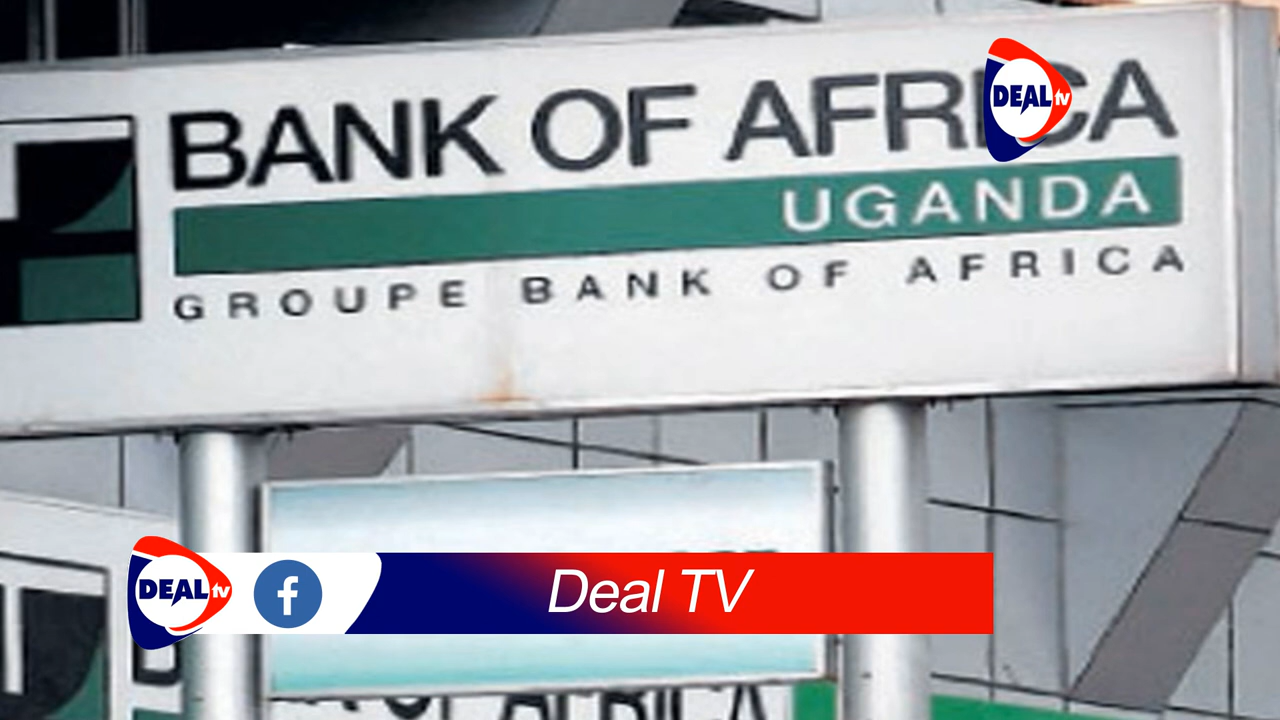 BANK OF AFRICA
DEAL tv
UGANDA
GROUPE BANK OF AFRICA
DEAL tv
Deal TV